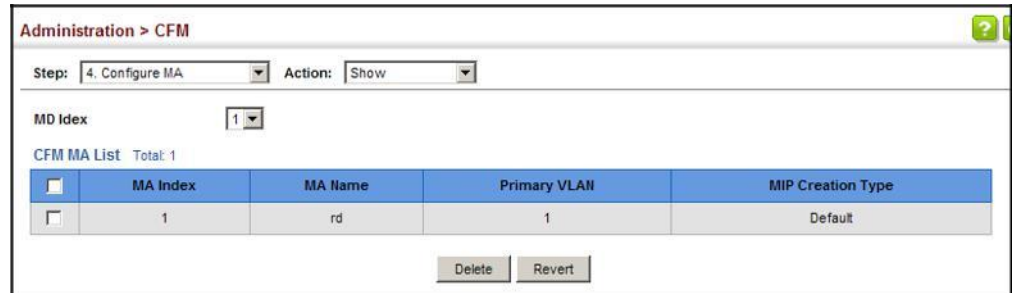 Administration > CFM
?
Step: 4. Configure MA Action: Show
MD Idex 1
CFM MA List Total: 1
MA Index MA Name Primary VLAN MIP Creation Type
1 rd 1 Default
Delete Revert